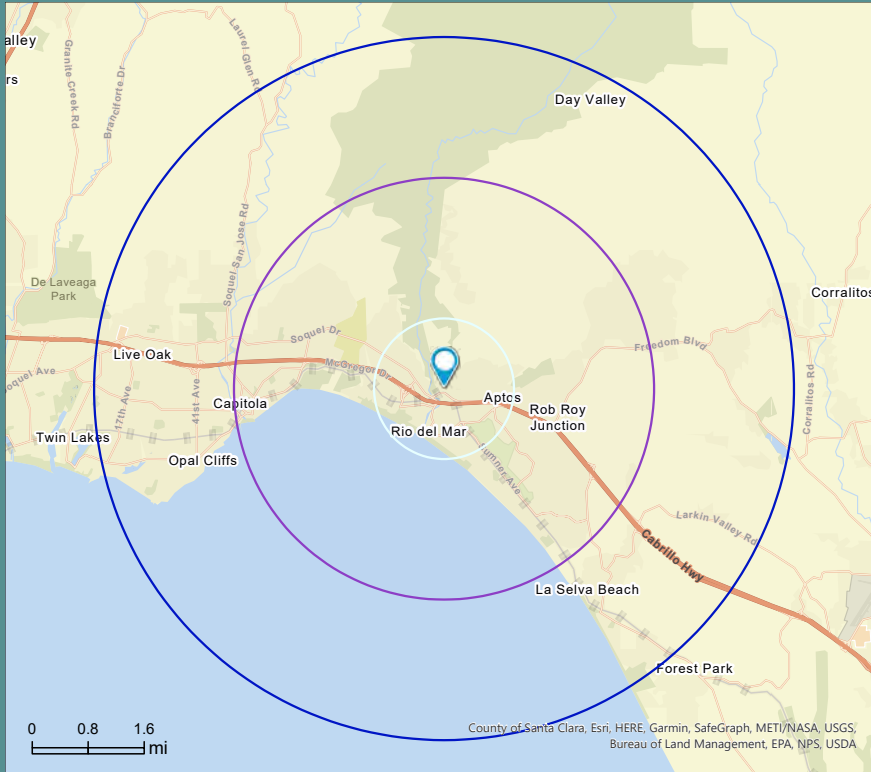 alley
Granite Creek Rd
rs
Branciforte Dr
Laurel Glen Rd
Day Valley
Soquel San Jose Rd
De Laveaga
Park
Corralitos
Soquel Dr
Live Oak
McGregor Dr
Freedom Blvd
oquel Ave
17th Ave
41st Ave
Capitola
Aptos
Rob Roy
Junction
Corralitos Rd
Twin Lakes
Rio del Mar
Opal Cliffs
Sumner Ave
Larkin Valley Rd
Cabrillo Hwy
La Selva Beach
Forest Park
0 0.8 1.6
mi
County of Santa Clara, Esri, HERE, Garmin, SafeGraph, METI/NASA, USGS,
Bureau of Land Management, EPA, NPS, USDA